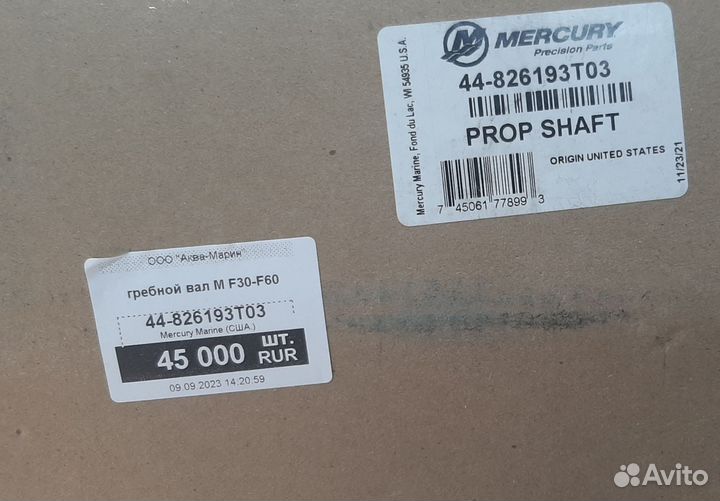 MERCURY
Precision Parts
44-826193T03
PROP SHAFT
ORIGIN UNITED STATES
7 45061 77899 3
Mercury Marine, Fond du Lac, WI 54935 U.S.A.
11/23/21
ООО "Аква-Марин"
гребной вал М F30-F60
44-826193T03
Mercury Marine (США.)
45 000 шт. RUR
09.09.2023 14:20:59
Avito